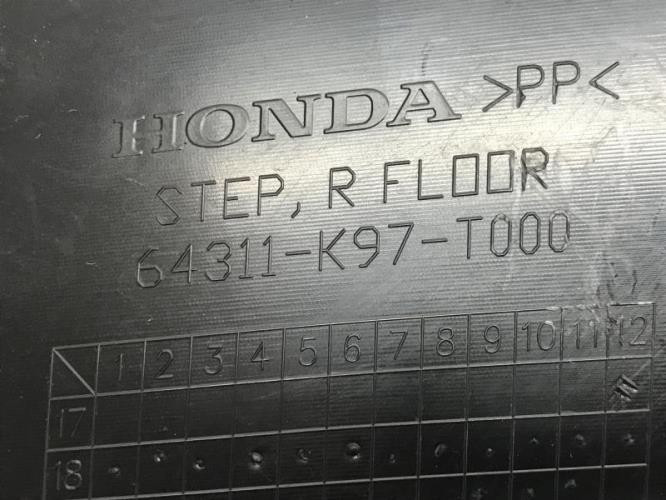 HONDA >PP<
STEP, R FLOOR
64311-K97-T000
1 2 3 4 5 6 7 8 9 10 11 12
17
18